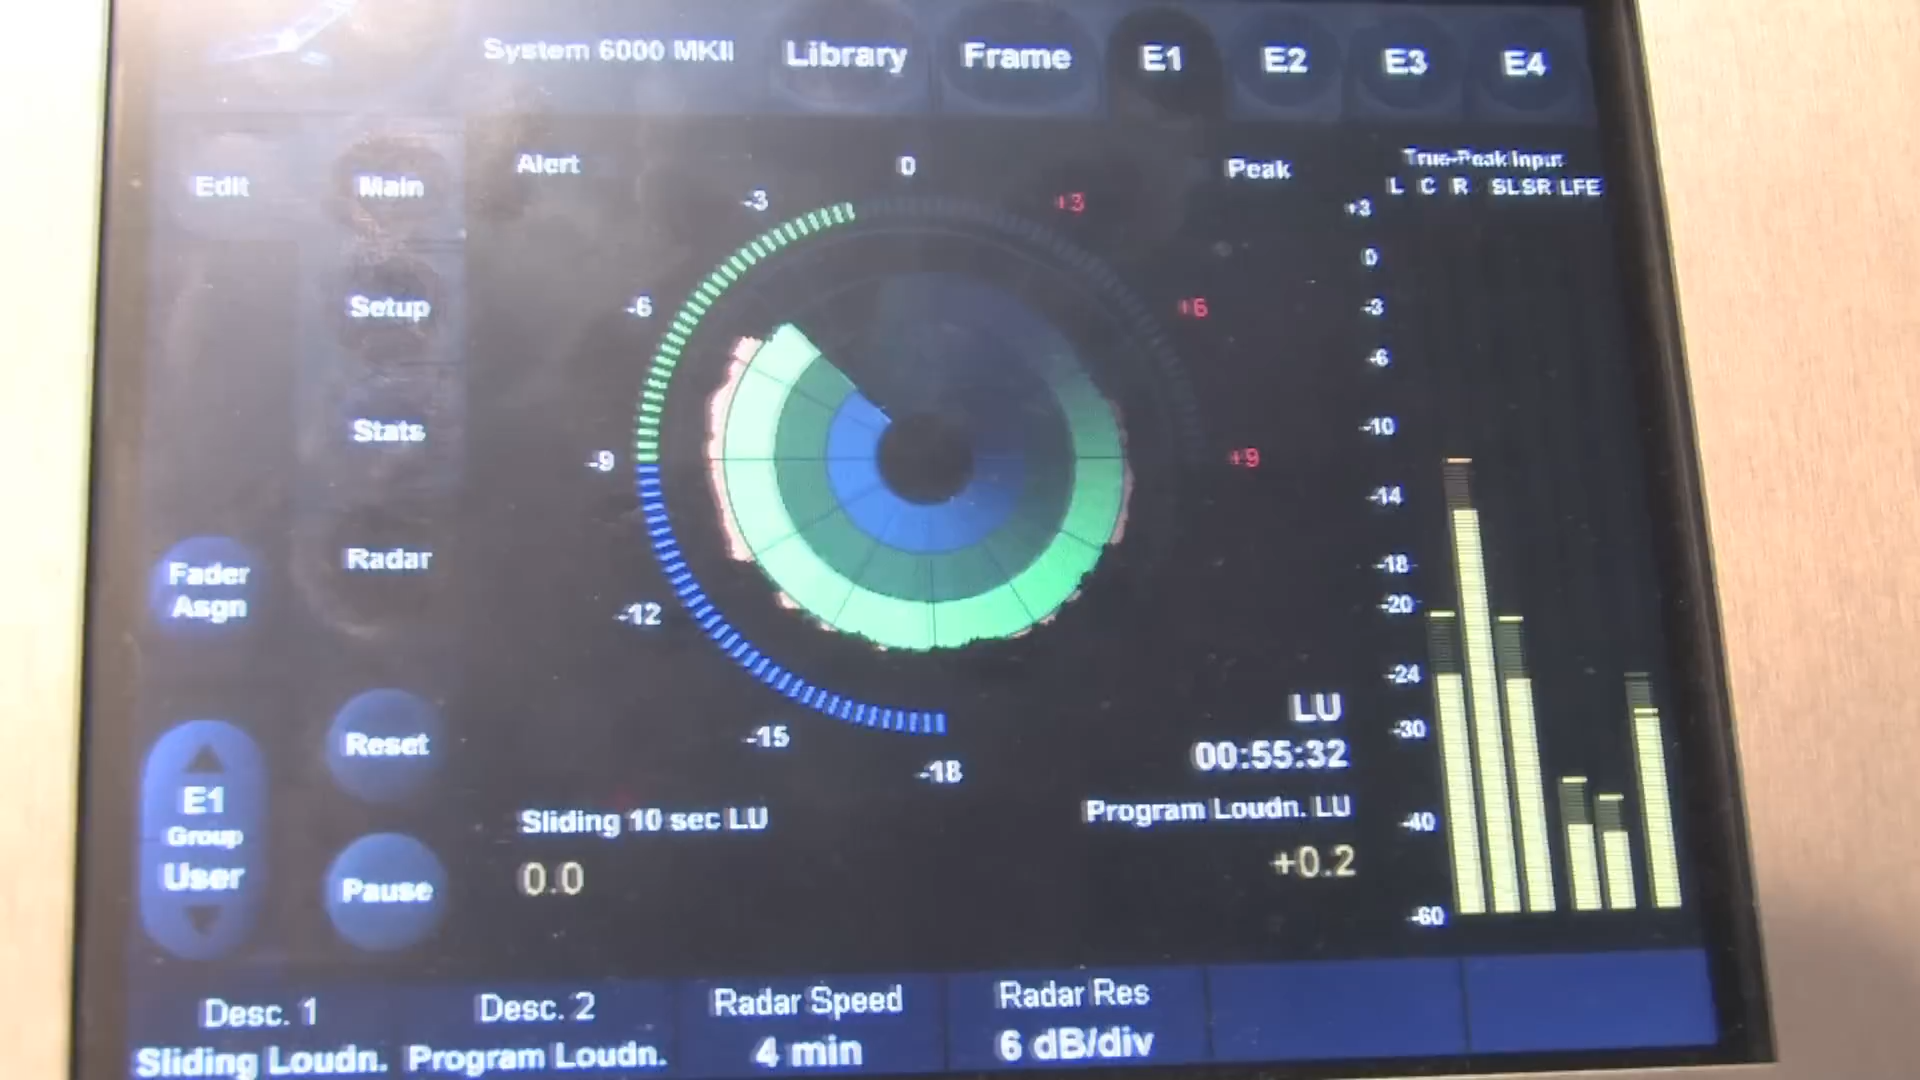 System 6000 MKII Library Frame E1 E2 E3 E4
Edit Main
Setup
Stats
Radar
Fader
Asgn
Reset
Pause
E1
Group
User
Alert
Peak
0
-3
-6
-9
-12
-15
-18
+3
+6
+9
True-Peak Input
L C R SL SR LFE
+3
0
-3
-6
-10
-14
-18
-20
-24
-30
-40
-60
LU
00:55:32
Sliding 10 sec LU
0.0
Program Loudn. LU
+0.2
Desc. 1
Sliding Loudn.
Desc. 2
Program Loudn.
Radar Speed
4 min
Radar Res
6 dB/div